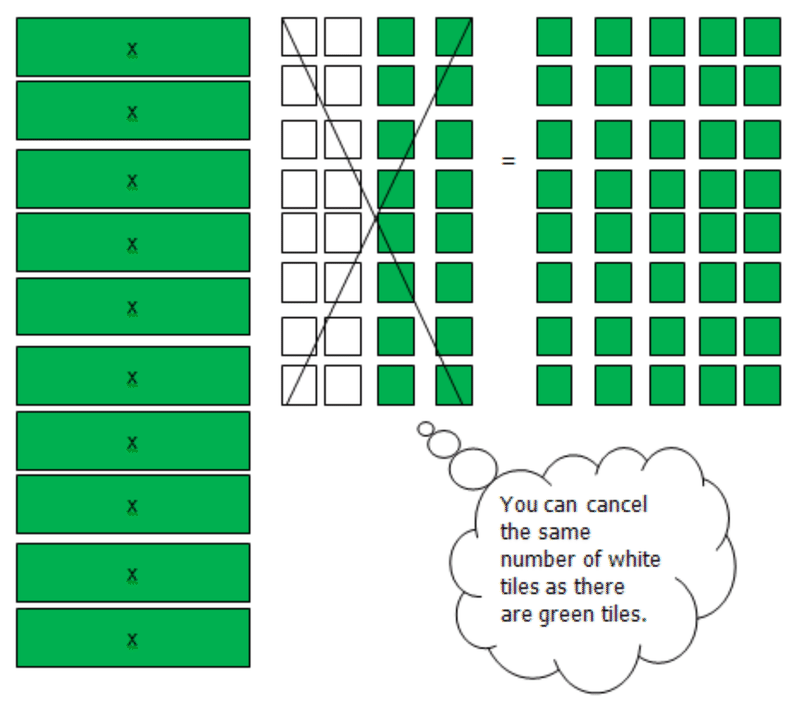 x
x
x
x
x
x
x
x
x
x
=
You can cancel
the same
number of white
tiles as there
are green tiles.